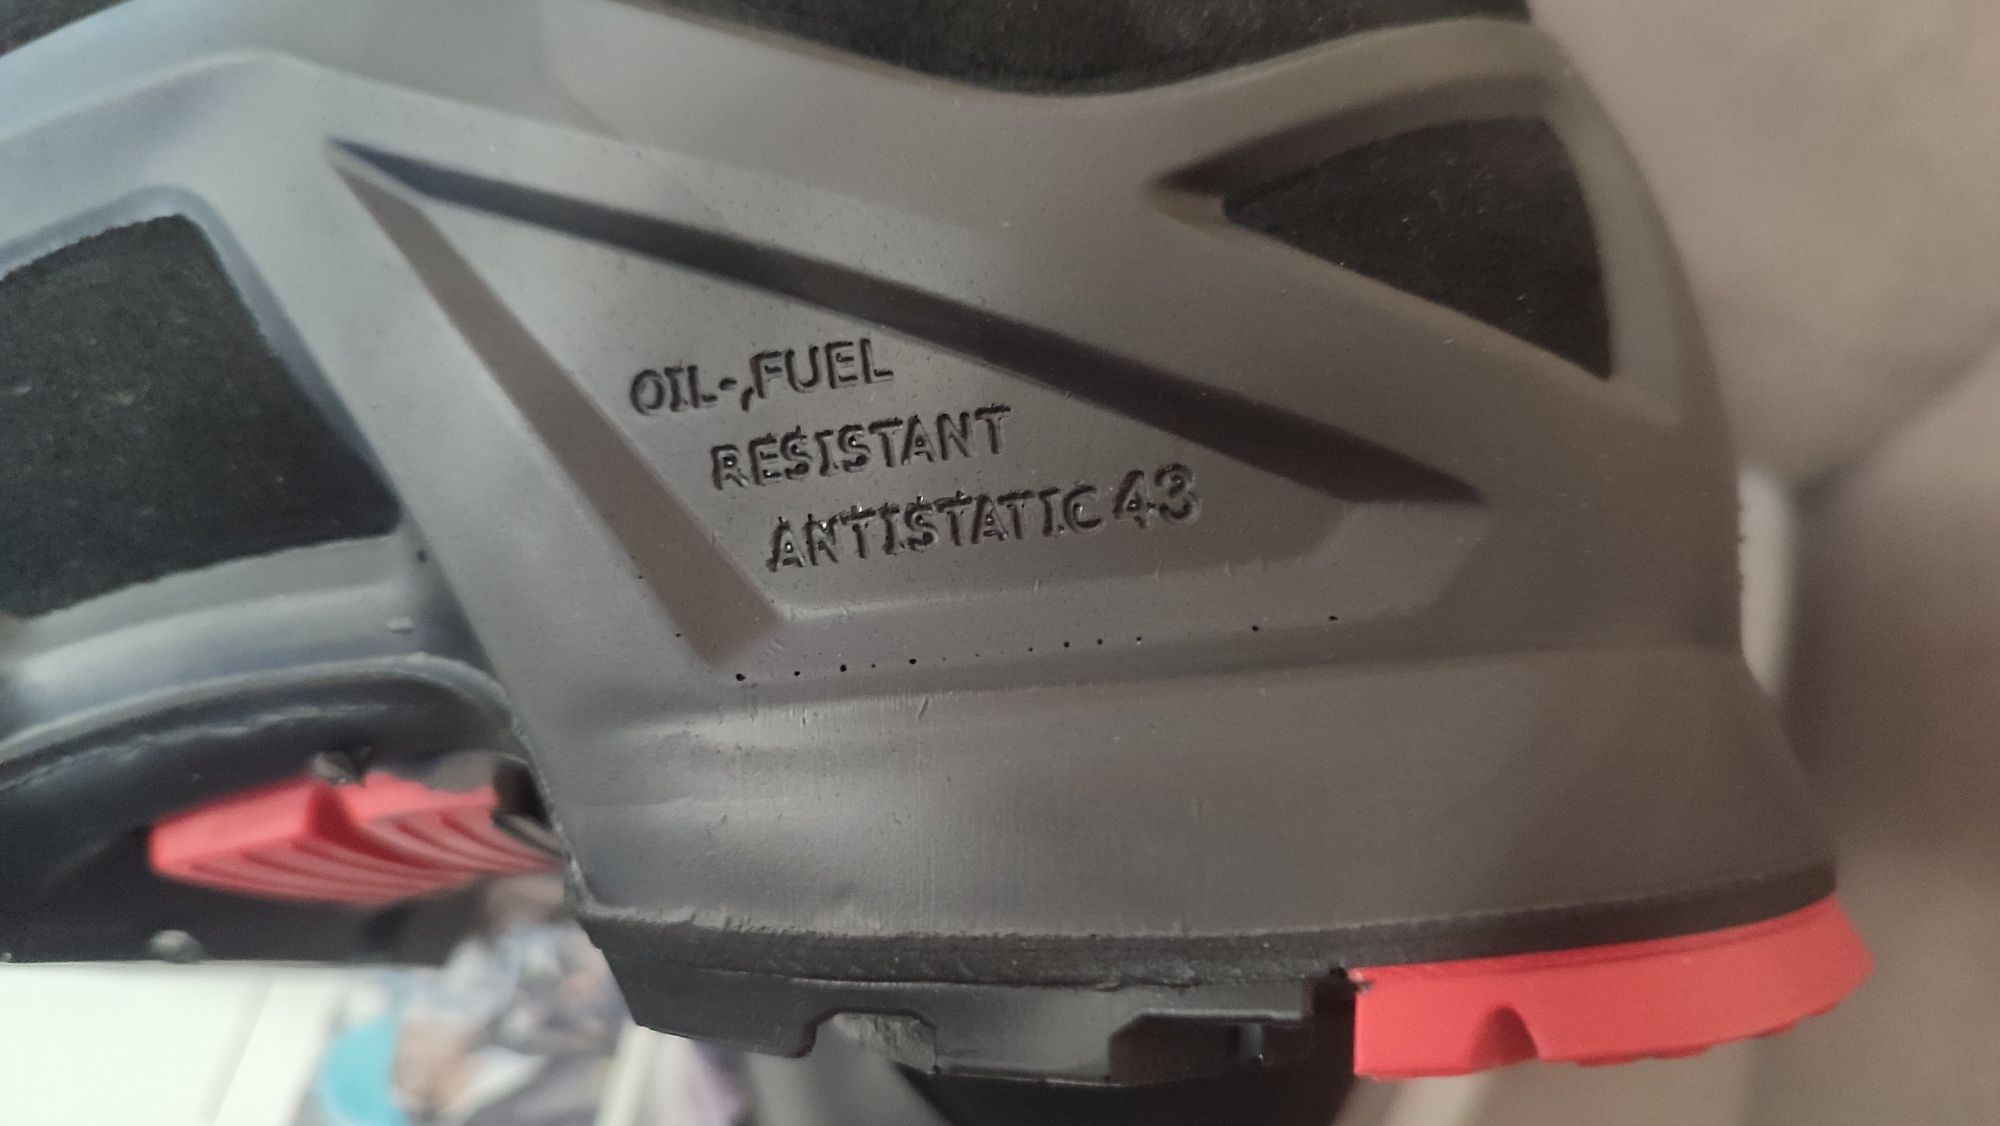 OIL-,FUEL
RESISTANT
ANTISTATIC 43